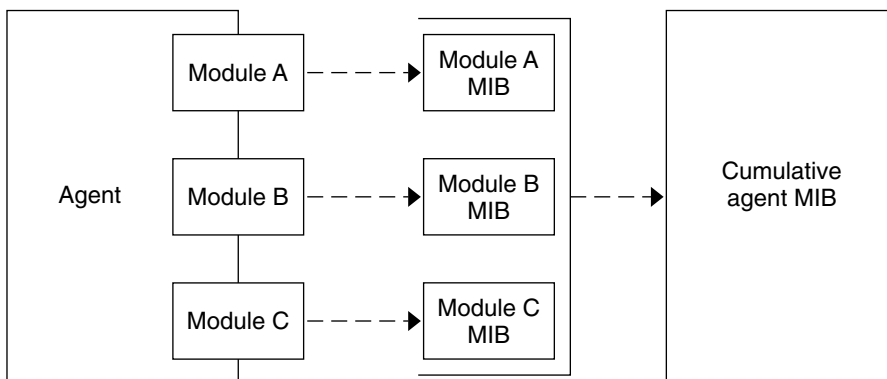 Module A
Module A
MIB
Agent
Module B
Module B
MIB
Cumulative
agent MIB
Module C
Module C
MIB